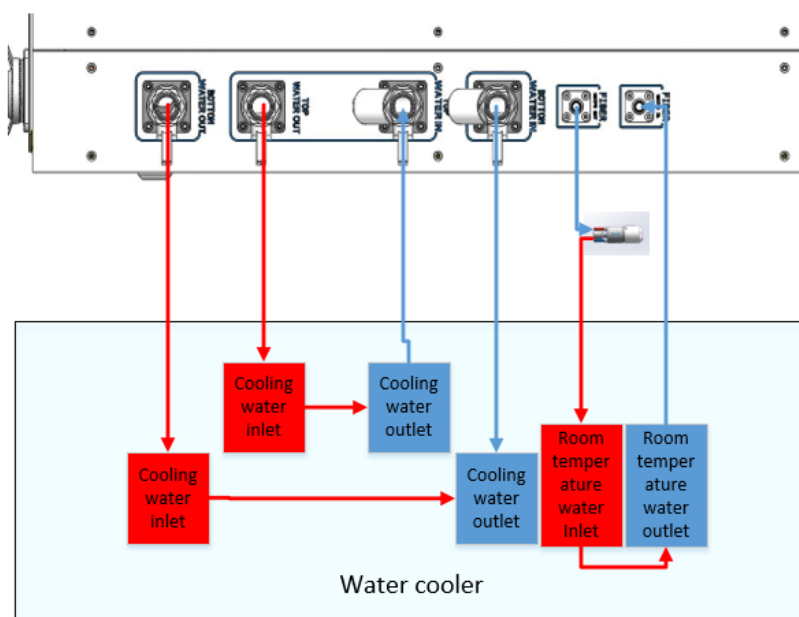 BOTTOM
WATER OUT
TOP
WATER OUT
WATER IN
BOTTOM
WATER IN
FIBER
Cooling
water
inlet
Cooling
water
outlet
Cooling
water
inlet
Cooling
water
outlet
Room
temper
ature
water
Inlet
Room
temper
ature
water
outlet
Water cooler